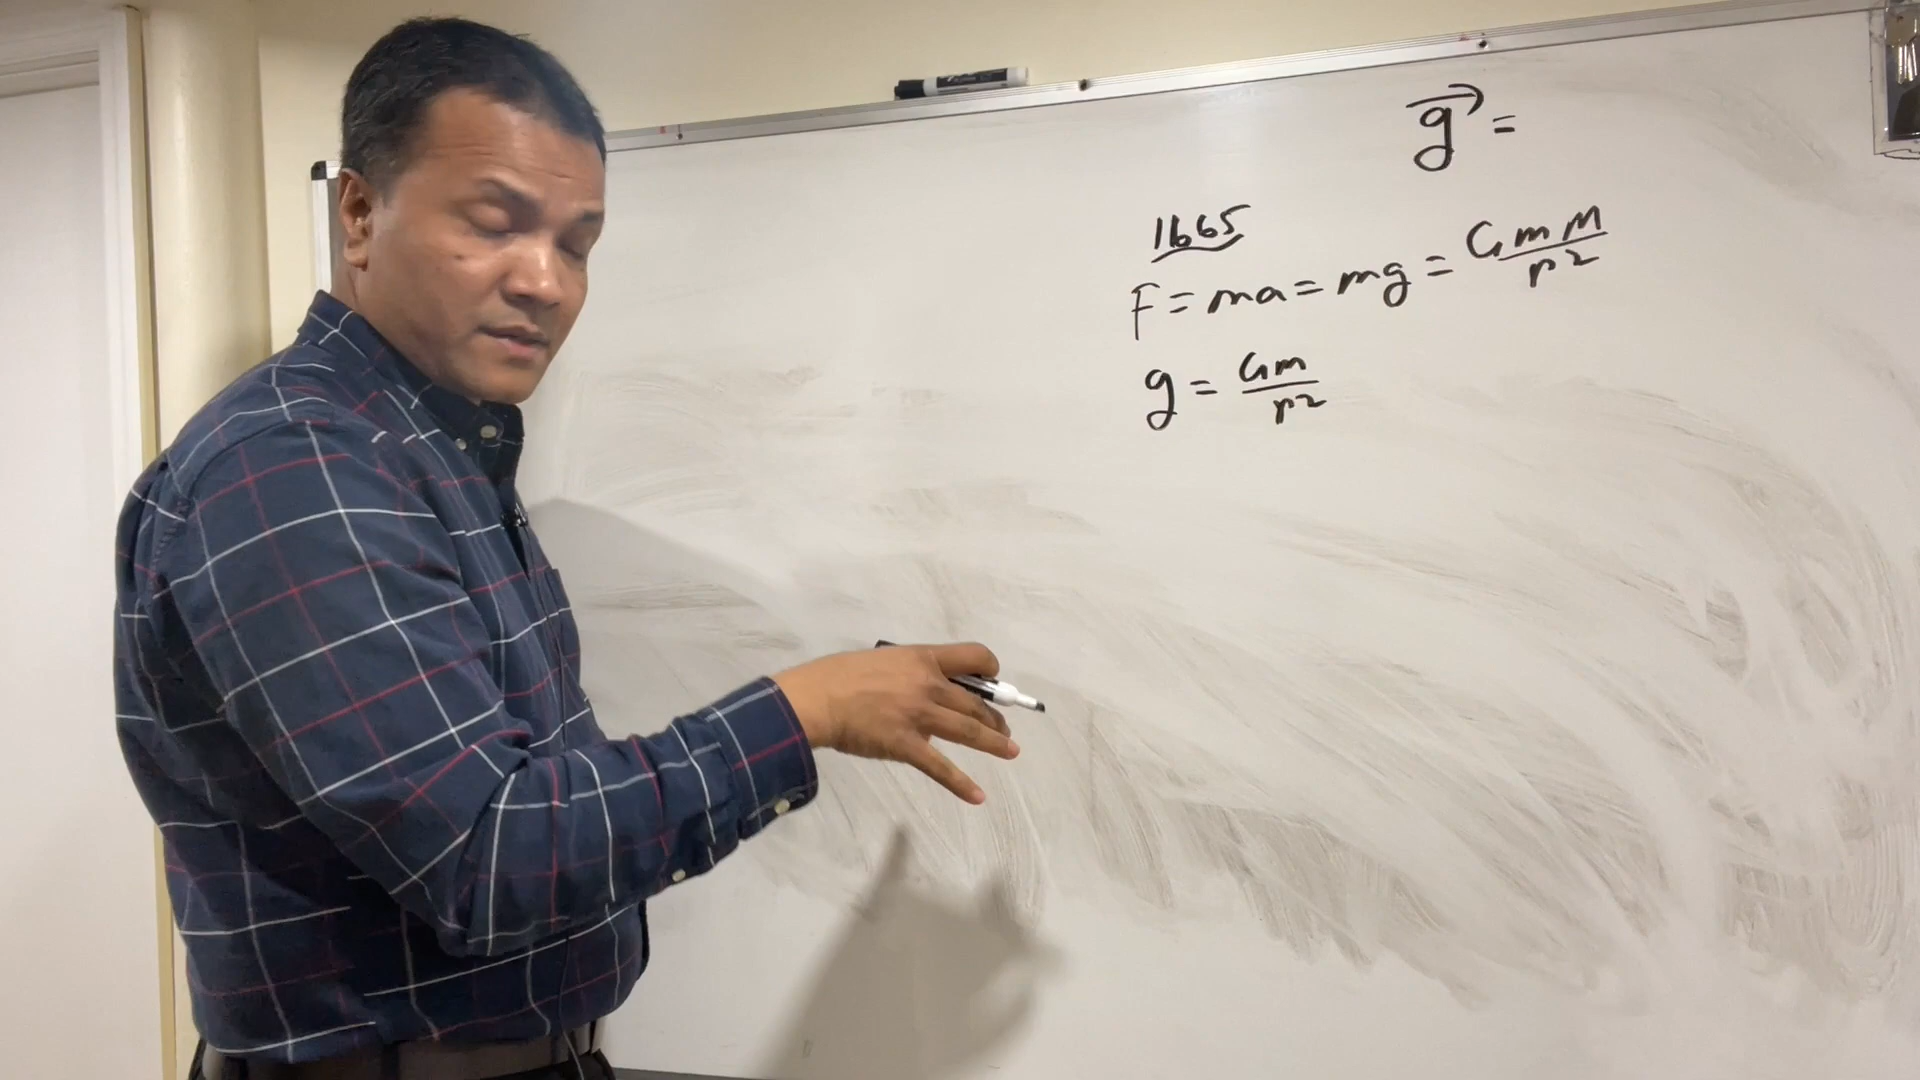 g⃗ =
1665
F = ma = mg = GmM/r²
g = Gm/r²